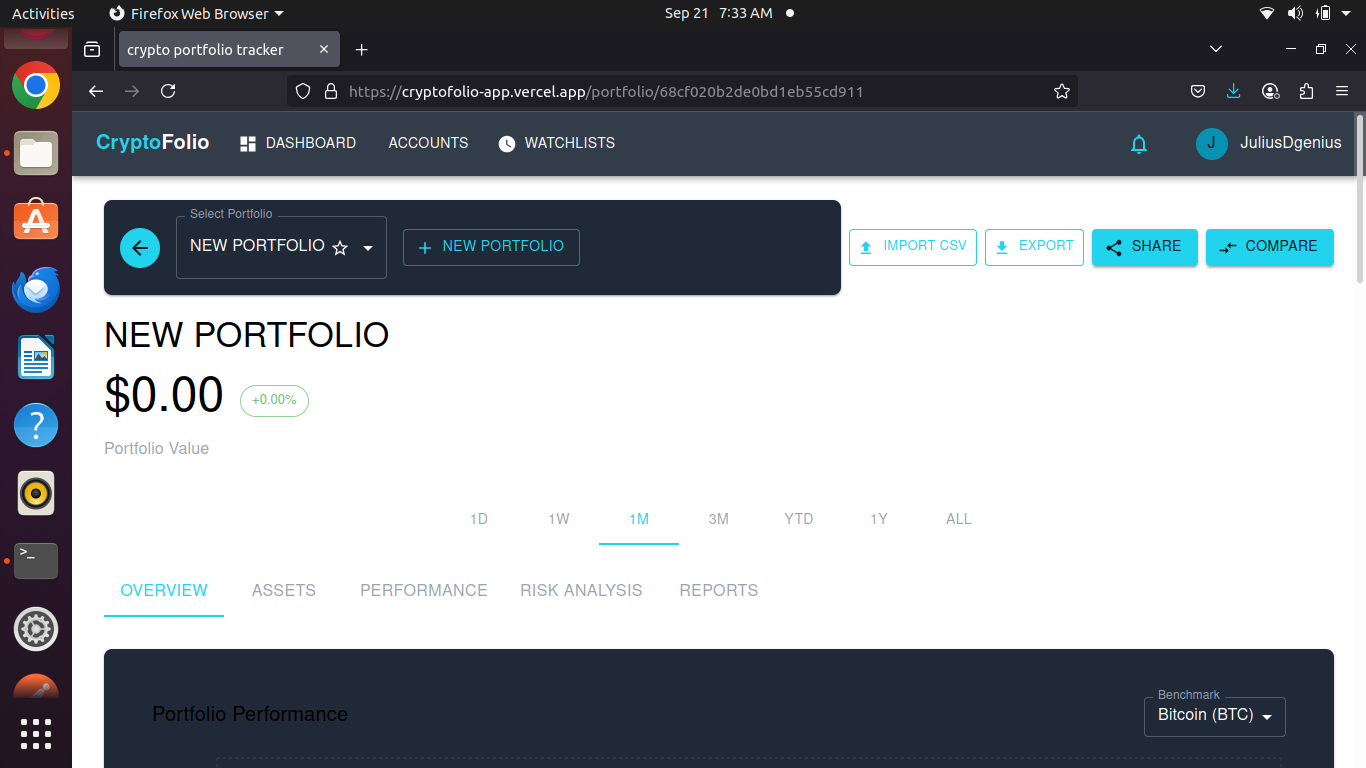 Activities
Firefox Web Browser
Sep 21 7:33 AM
crypto portfolio tracker
https://cryptofolio-app.vercel.app/portfolio/68cf020b2de0bd1eb55cd911
CryptoFolio
DASHBOARD
ACCOUNTS
WATCHLISTS
J
JuliusDgenius
Select Portfolio
NEW PORTFOLIO
NEW PORTFOLIO
IMPORT CSV
EXPORT
SHARE
COMPARE
NEW PORTFOLIO
$0.00
+0.00%
Portfolio Value
1D
1W
1M
3M
YTD
1Y
ALL
OVERVIEW
ASSETS
PERFORMANCE
RISK ANALYSIS
REPORTS
Portfolio Performance
Benchmark
Bitcoin (BTC)